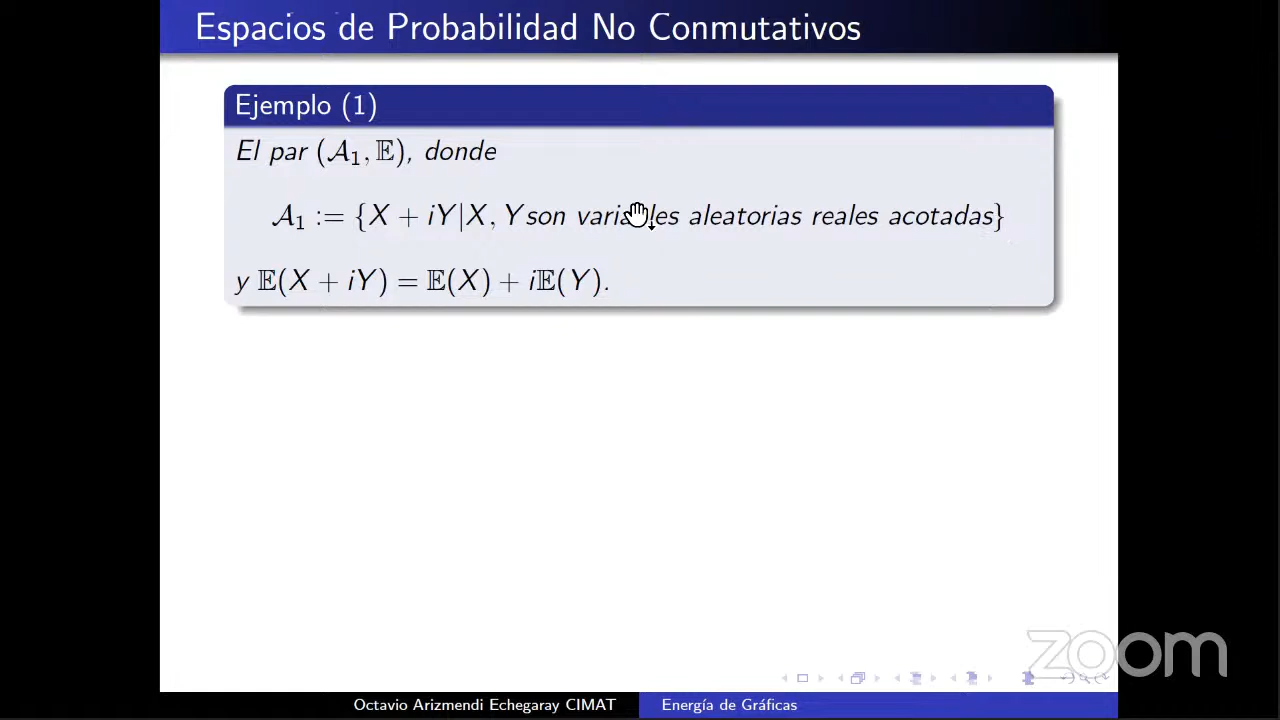 Espacios de Probabilidad No Conmutativos
Ejemplo (1)
El par (𝒜₁, 𝔼), donde
𝒜₁ := {X + iY|X, Y son variables aleatorias reales acotadas}
y 𝔼(X + iY) = 𝔼(X) + i𝔼(Y).
zoom
Octavio Arizmendi Echegaray CIMAT
Energía de Gráficas